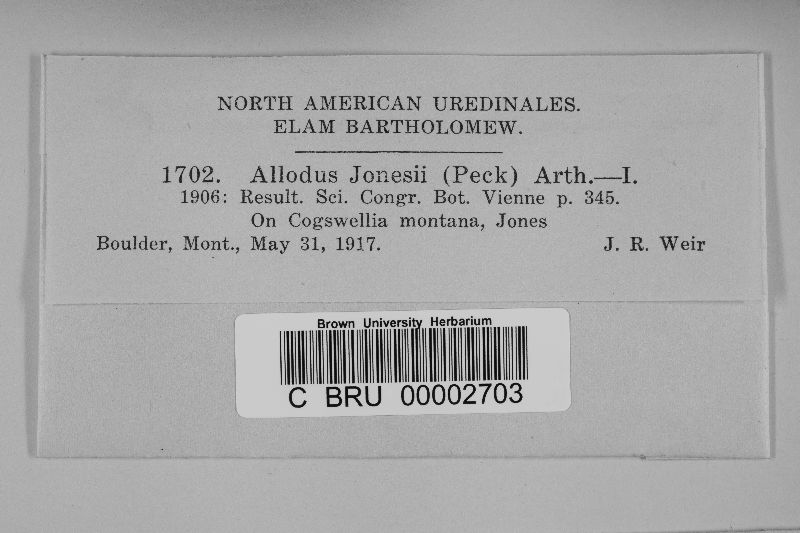 NORTH AMERICAN UREDINALES.
ELAM BARTHOLOMEW.
1702. Allodus Jonesii (Peck) Arth.—I.
1906: Result. Sci. Congr. Bot. Vienne p. 345.
On Cogswellia montana, Jones
Boulder, Mont., May 31, 1917. J. R. Weir
Brown University Herbarium
C BRU 00002703